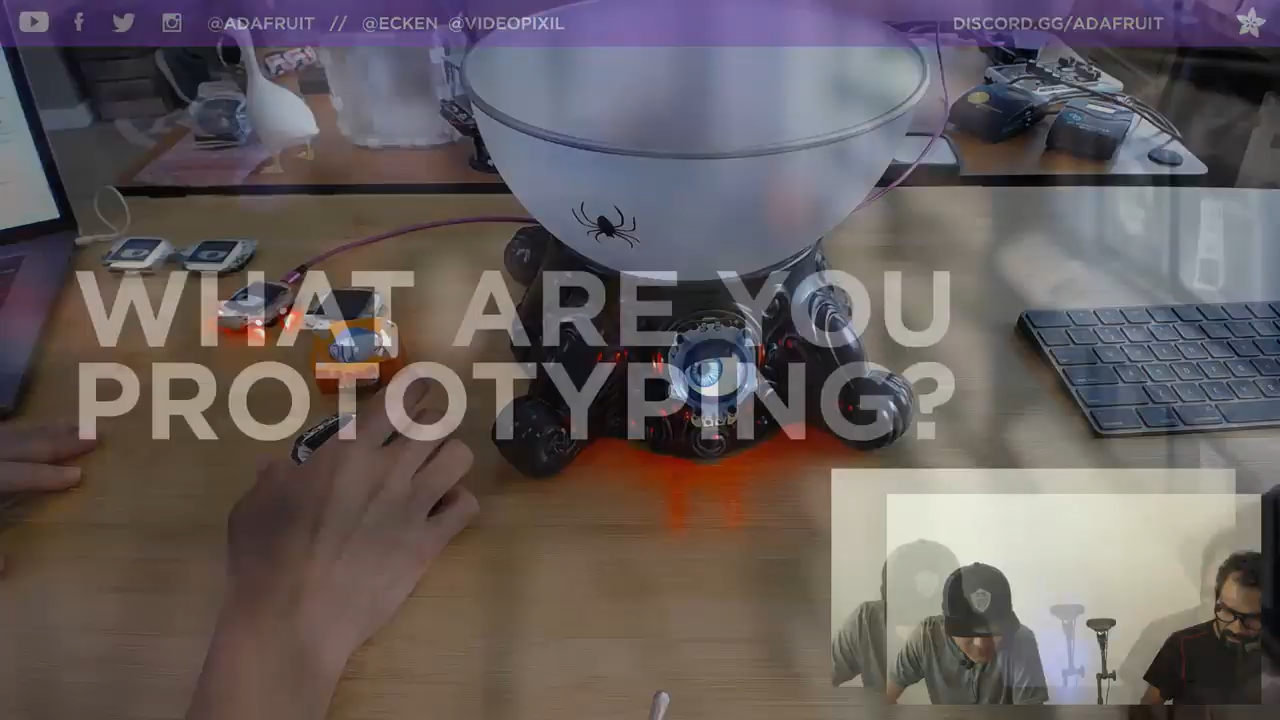 @ADAFRUIT // @ECKEN @VIDEOPIXIL
DISCORD.GG/ADAFRUIT
WHAT ARE YOU
PROTOTYPING?